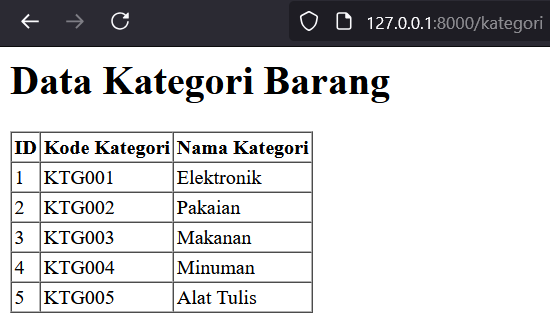 127.0.0.1:8000/kategori
Data Kategori Barang
ID Kode Kategori Nama Kategori
1 KTG001 Elektronik
2 KTG002 Pakaian
3 KTG003 Makanan
4 KTG004 Minuman
5 KTG005 Alat Tulis